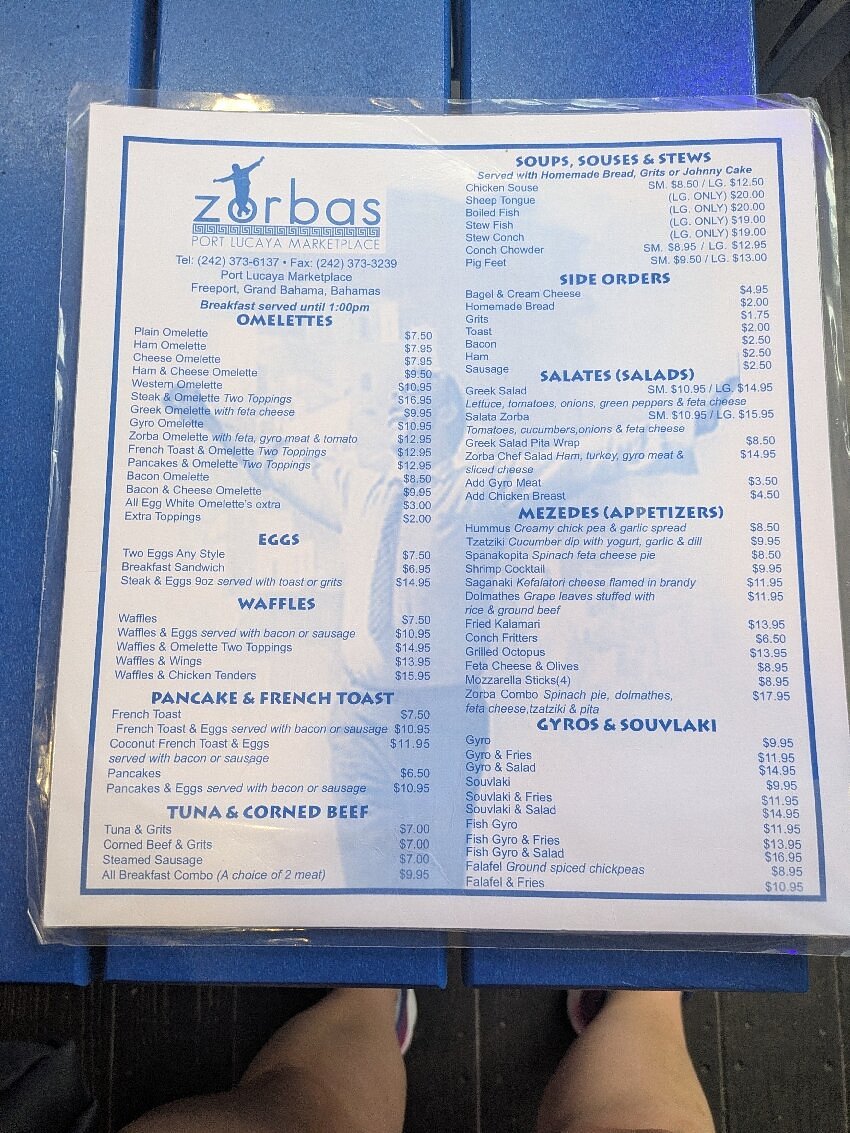 zorbas
PORT LUCAYA MARKETPLACE
Tel: (242) 373-6137 • Fax: (242) 373-3239
Port Lucaya Marketplace
Freeport, Grand Bahama, Bahamas
Breakfast served until 1:00pm
OMELETTES
Plain Omelette $7.50
Ham Omelette $7.95
Cheese Omelette $7.95
Ham & Cheese Omelette $9.50
Western Omelette $10.95
Steak & Omelette Two Toppings $16.95
Greek Omelette with feta cheese $9.95
Gyro Omelette $10.95
Zorba Omelette with feta, gyro meat & tomato $12.95
French Toast & Omelette Two Toppings $12.95
Pancakes & Omelette Two Toppings $12.95
Bacon Omelette $8.50
Bacon & Cheese Omelette $9.95
All Egg White Omelette's extra $3.00
Extra Toppings $2.00
EGGS
Two Eggs Any Style $7.50
Breakfast Sandwich $6.95
Steak & Eggs 9oz served with toast or grits $14.95
WAFFLES
Waffles $7.50
Waffles & Eggs served with bacon or sausage $10.95
Waffles & Omelette Two Toppings $14.95
Waffles & Wings $13.95
Waffles & Chicken Tenders $15.95
PANCAKE & FRENCH TOAST
French Toast $7.50
French Toast & Eggs served with bacon or sausage $10.95
Coconut French Toast & Eggs $11.95
served with bacon or sausage
Pancakes $6.50
Pancakes & Eggs served with bacon or sausage $10.95
TUNA & CORNED BEEF
Tuna & Grits $7.00
Corned Beef & Grits $7.00
Steamed Sausage $7.00
All Breakfast Combo (A choice of 2 meat) $9.95
SOUPS, SOUSES & STEWS
Served with Homemade Bread, Grits or Johnny Cake
Chicken Souse SM. $8.50 / LG. $12.50
Sheep Tongue (LG. ONLY) $20.00
Boiled Fish (LG. ONLY) $20.00
Stew Fish (LG. ONLY) $19.00
Stew Conch (LG. ONLY) $19.00
Conch Chowder SM. $8.95 / LG. $12.95
Pig Feet SM. $9.50 / LG. $13.00
SIDE ORDERS
Bagel & Cream Cheese $4.95
Homemade Bread $2.00
Grits $1.75
Toast $2.00
Bacon $2.50
Ham $2.50
Sausage $2.50
SALATES (SALADS)
Greek Salad SM. $10.95 / LG. $14.95
Lettuce, tomatoes, onions, green peppers & feta cheese
Salata Zorba SM. $10.95 / LG. $15.95
Tomatoes, cucumbers,onions & feta cheese
Greek Salad Pita Wrap $8.50
Zorba Chef Salad Ham, turkey, gyro meat & $14.95
sliced cheese
Add Gyro Meat $3.50
Add Chicken Breast $4.50
MEZEDES (APPETIZERS)
Hummus Creamy chick pea & garlic spread $8.50
Tzatziki Cucumber dip with yogurt, garlic & dill $9.95
Spanakopita Spinach feta cheese pie $8.50
Shrimp Cocktail $9.95
Saganaki Kefalatori cheese flamed in brandy $11.95
Dolmathes Grape leaves stuffed with $11.95
rice & ground beef
Fried Kalamari $13.95
Conch Fritters $6.50
Grilled Octopus $13.95
Feta Cheese & Olives $8.95
Mozzarella Sticks(4) $8.95
Zorba Combo Spinach pie, dolmathes, $17.95
feta cheese,tzatziki & pita
GYROS & SOUVLAKI
Gyro $9.95
Gyro & Fries $11.95
Gyro & Salad $14.95
Souvlaki $9.95
Souvlaki & Fries $11.95
Souvlaki & Salad $14.95
Fish Gyro $11.95
Fish Gyro & Fries $13.95
Fish Gyro & Salad $16.95
Falafel Ground spiced chickpeas $8.95
Falafel & Fries $10.95